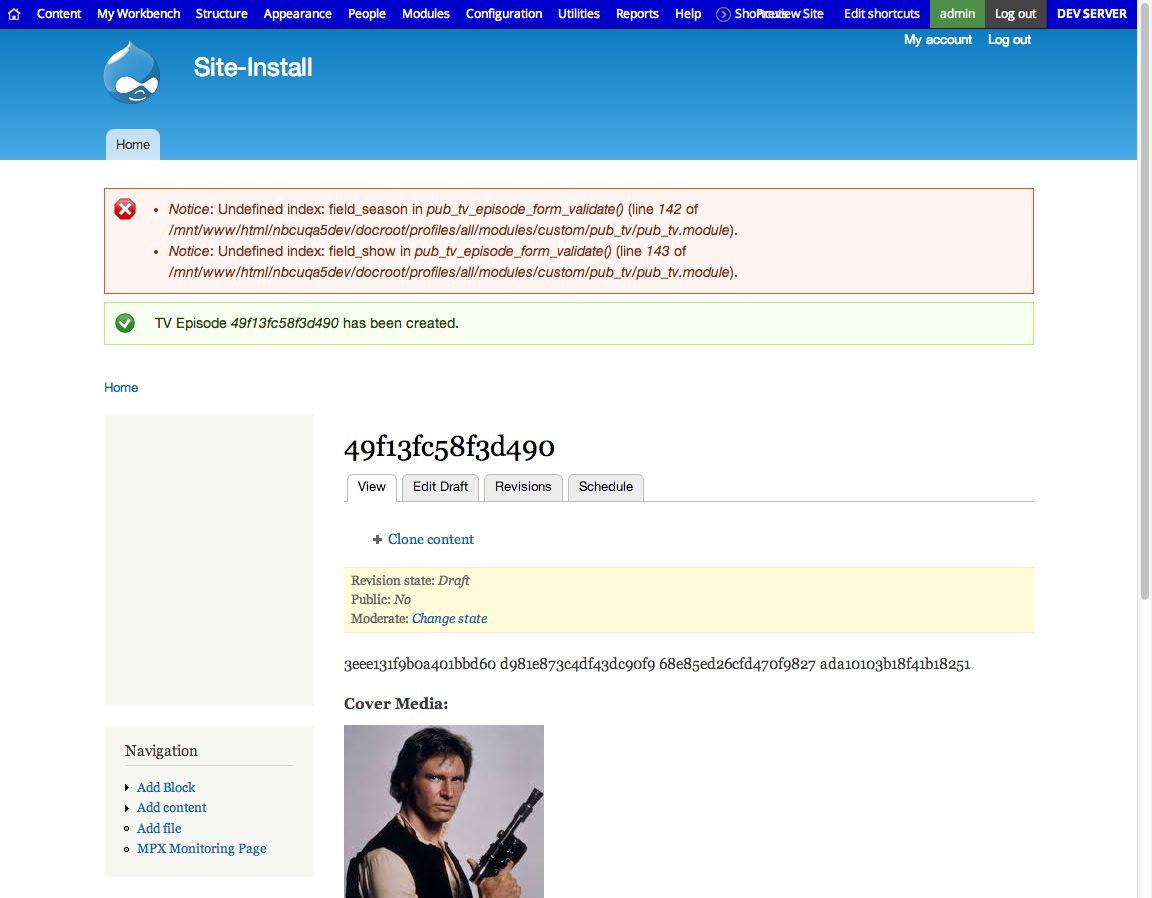 Content My Workbench Structure Appearance People Modules Configuration Utilities Reports Help Preview Site Edit shortcuts admin Log out DEV SERVER
My account Log out
Site-Install
Home
Notice: Undefined index: field_season in pub_tv_episode_form_validate() (line 142 of
/mnt/www/html/nbcuqa5dev/docroot/profiles/all/modules/custom/pub_tv/pub_tv.module).
Notice: Undefined index: field_show in pub_tv_episode_form_validate() (line 143 of
/mnt/www/html/nbcuqa5dev/docroot/profiles/all/modules/custom/pub_tv/pub_tv.module).
TV Episode 49f13fc58f3d490 has been created.
Home
49f13fc58f3d490
View Edit Draft Revisions Schedule
Clone content
Revision state: Draft
Public: No
Moderate: Change state
3eee131f9b0a401bbd60 d981e873c4df43dc90f9 68e85ed26cfd470f9827 ada10103b18f41b18251
Cover Media:
Navigation
Add Block
Add content
Add file
MPX Monitoring Page